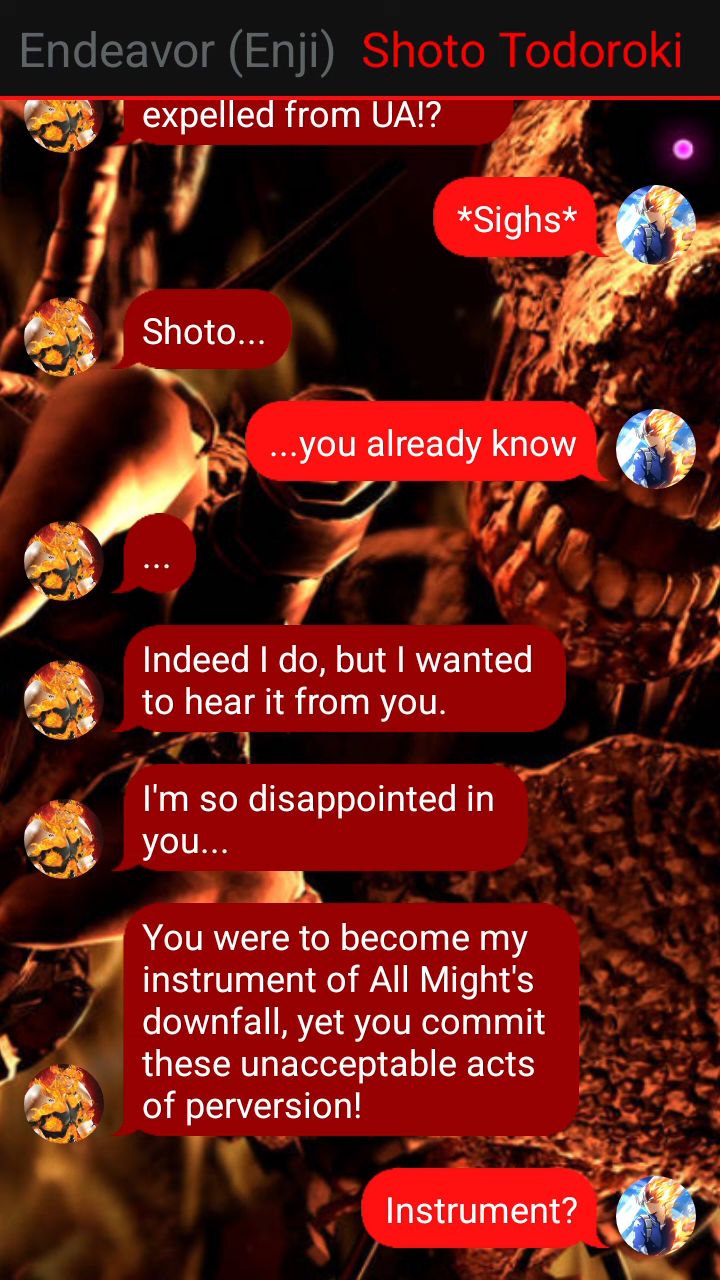 Endeavor (Enji) Shoto Todoroki
expelled from UA!?
*Sighs*
Shoto...
...you already know
...
Indeed I do, but I wanted
to hear it from you.
I'm so disappointed in
you...
You were to become my
instrument of All Might's
downfall, yet you commit
these unacceptable acts
of perversion!
Instrument?